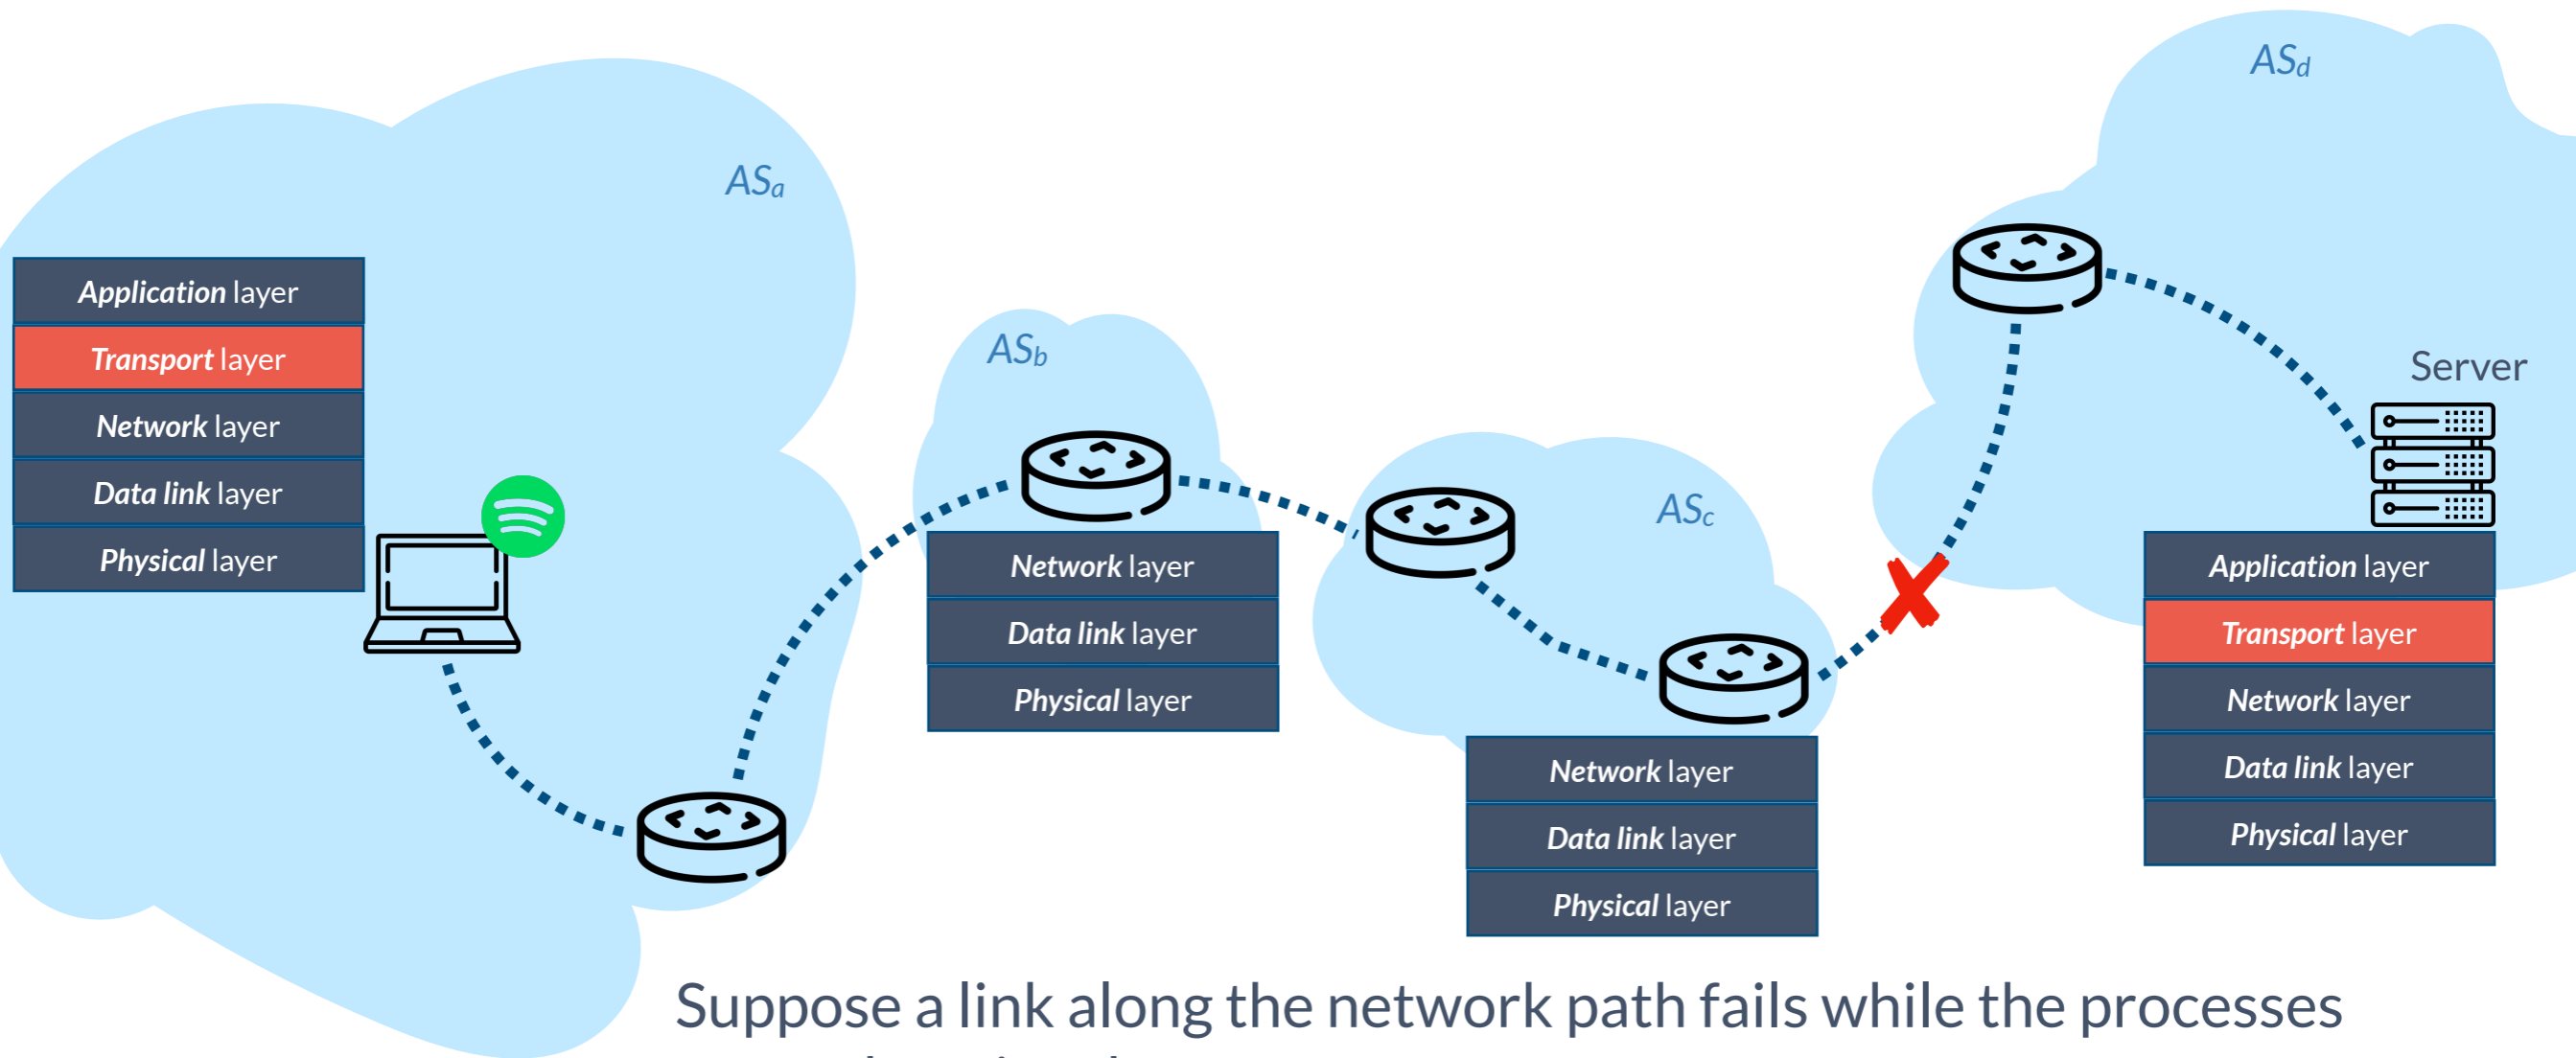 ASd
ASa
Application layer
Transport layer
Network layer
Data link layer
Physical layer
ASb
Network layer
Data link layer
Physical layer
ASc
Network layer
Data link layer
Physical layer
Server
Application layer
Transport layer
Network layer
Data link layer
Physical layer
Suppose a link along the network path fails while the processes